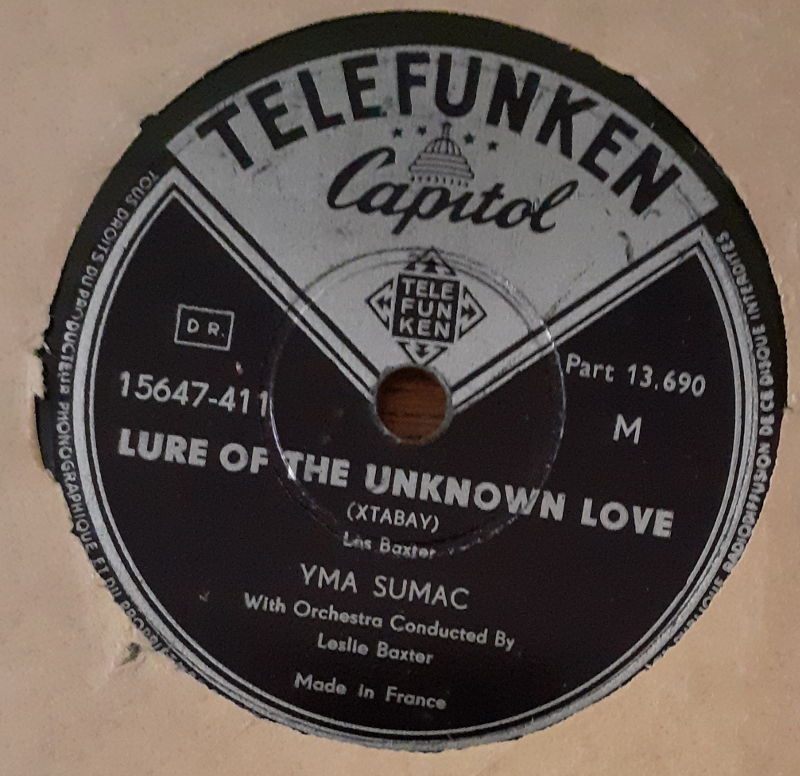 TELEFUNKEN
Capitol
TELE
FUN
KEN
D R.
Part 13.690
15647-411
M
LURE OF THE UNKNOWN LOVE
(XTABAY)
Les Baxter
YMA SUMAC
With Orchestra Conducted By
Leslie Baxter
Made in France
TOUS DROITS DU PRODUCTEUR PHONOGRAPHIQUE ET DU
RADIODIFFUSION DE CE DISQUE INTERDITES